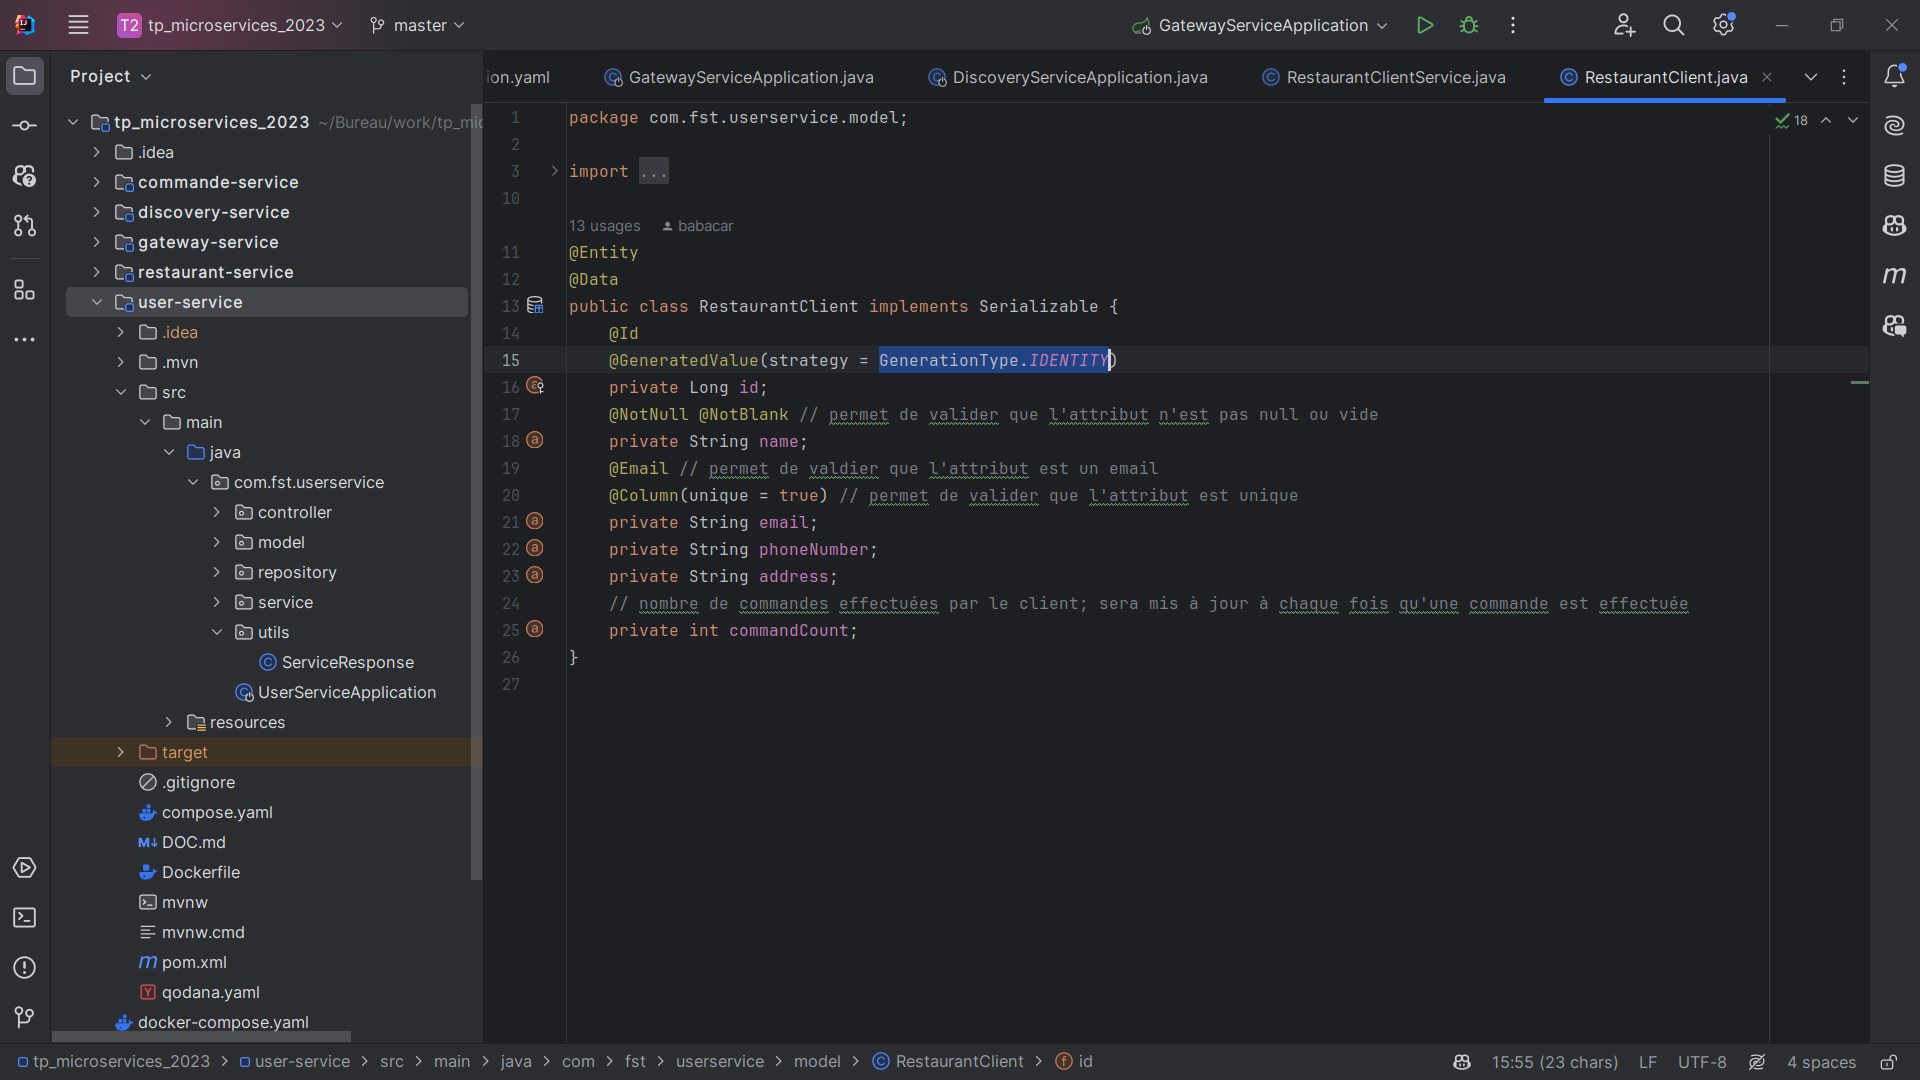 T2 tp_microservices_2023 master GatewayServiceApplication
Project
ion.yaml GatewayServiceApplication.java DiscoveryServiceApplication.java RestaurantClientService.java RestaurantClient.java
tp_microservices_2023 ~/Bureau/work/tp_mic
.idea
commande-service
discovery-service
gateway-service
restaurant-service
user-service
.idea
.mvn
src
main
java
com.fst.userservice
controller
model
repository
service
utils
ServiceResponse
UserServiceApplication
resources
target
.gitignore
compose.yaml
DOC.md
Dockerfile
mvnw
mvnw.cmd
pom.xml
qodana.yaml
docker-compose.yaml
18
1 package com.fst.userservice.model;
2
3 import ...
10
13 usages babacar
11 @Entity
12 @Data
13 public class RestaurantClient implements Serializable {
14 @Id
15 @GeneratedValue(strategy = GenerationType.IDENTITY)
16 private Long id;
17 @NotNull @NotBlank // permet de valider que l'attribut n'est pas null ou vide
18 private String name;
19 @Email // permet de valdier que l'attribut est un email
20 @Column(unique = true) // permet de valider que l'attribut est unique
21 private String email;
22 private String phoneNumber;
23 private String address;
24 // nombre de commandes effectuées par le client; sera mis à jour à chaque fois qu'une commande est effectuée
25 private int commandCount;
26 }
27
tp_microservices_2023 > user-service > src > main > java > com > fst > userservice > model > RestaurantClient > id
15:55 (23 chars) LF UTF-8 4 spaces